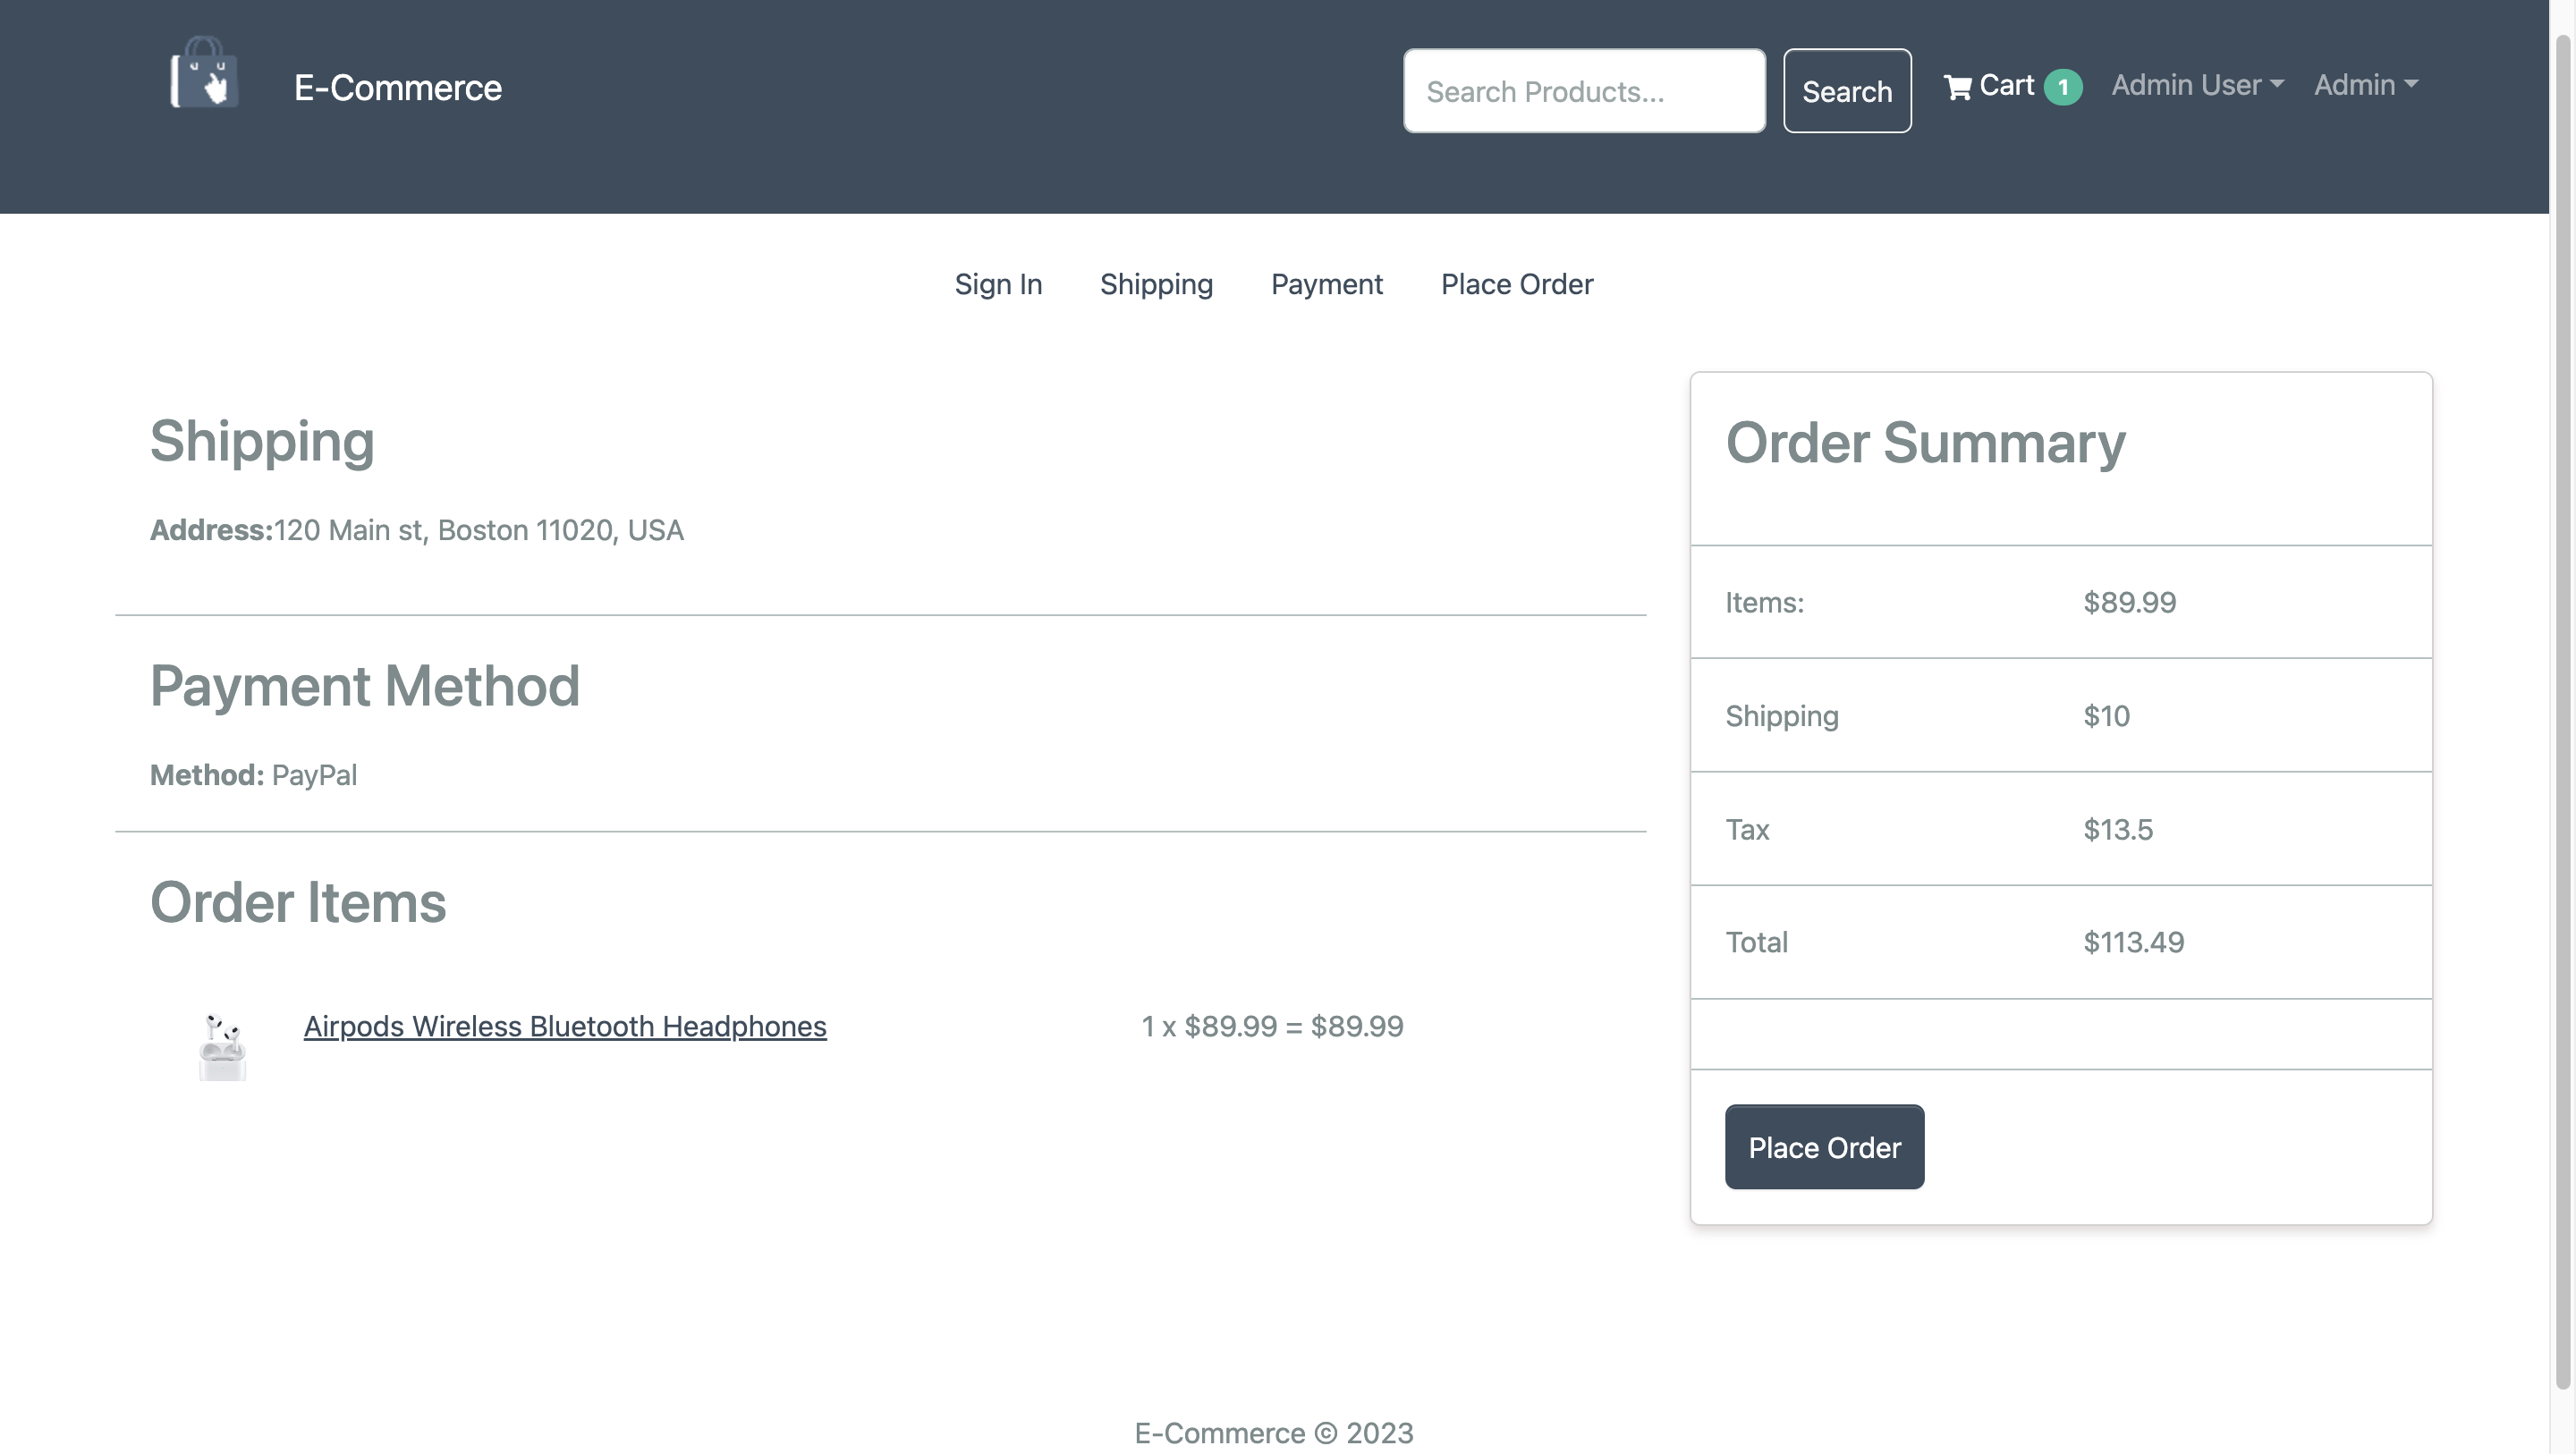 E-Commerce
Search Products...
Search
Cart 1
Admin User
Admin
Sign In Shipping Payment Place Order
Shipping
Address:120 Main st, Boston 11020, USA
Payment Method
Method: PayPal
Order Items
Airpods Wireless Bluetooth Headphones 1 x $89.99 = $89.99
Order Summary
Items: $89.99
Shipping $10
Tax $13.5
Total $113.49
Place Order
E-Commerce © 2023